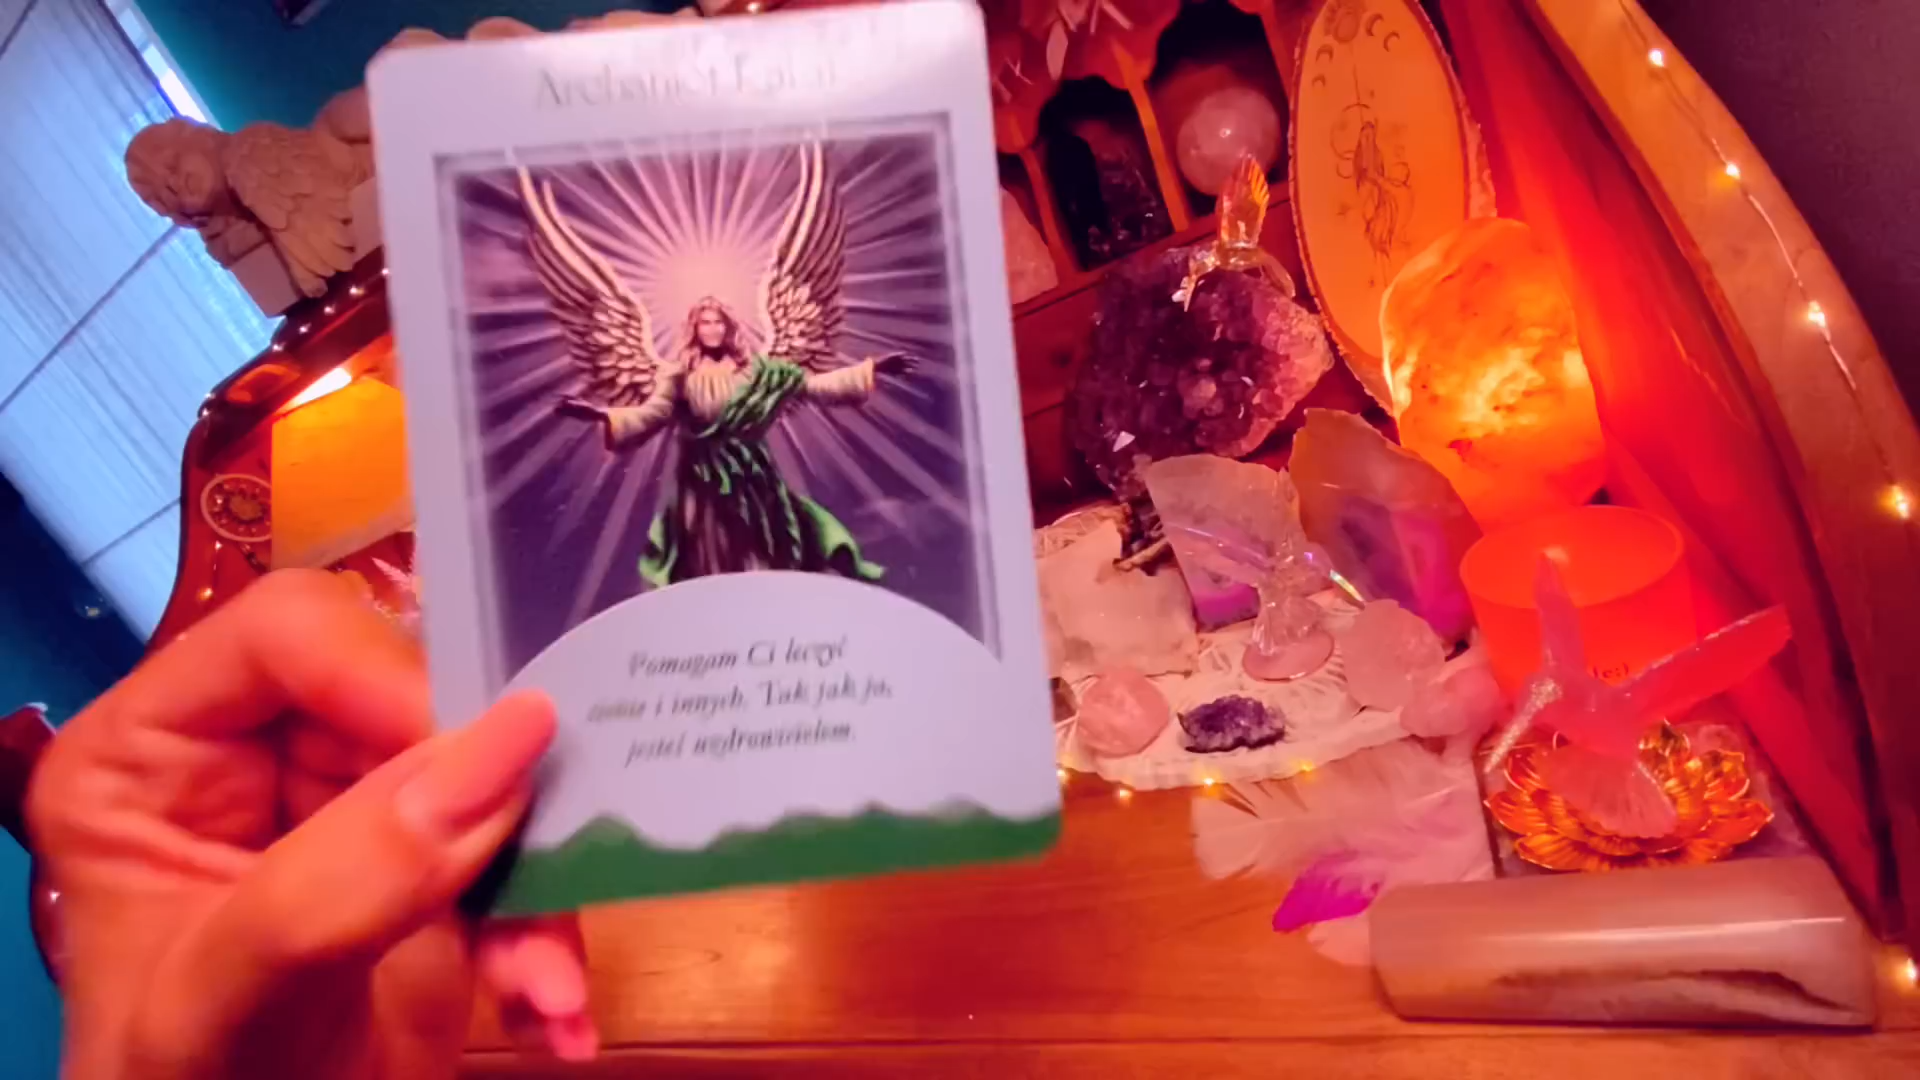 Archanioł Rafał
Pomagam Ci leczyć
siebie i innych. Tak jak ja,
jesteś uzdrowicielem.